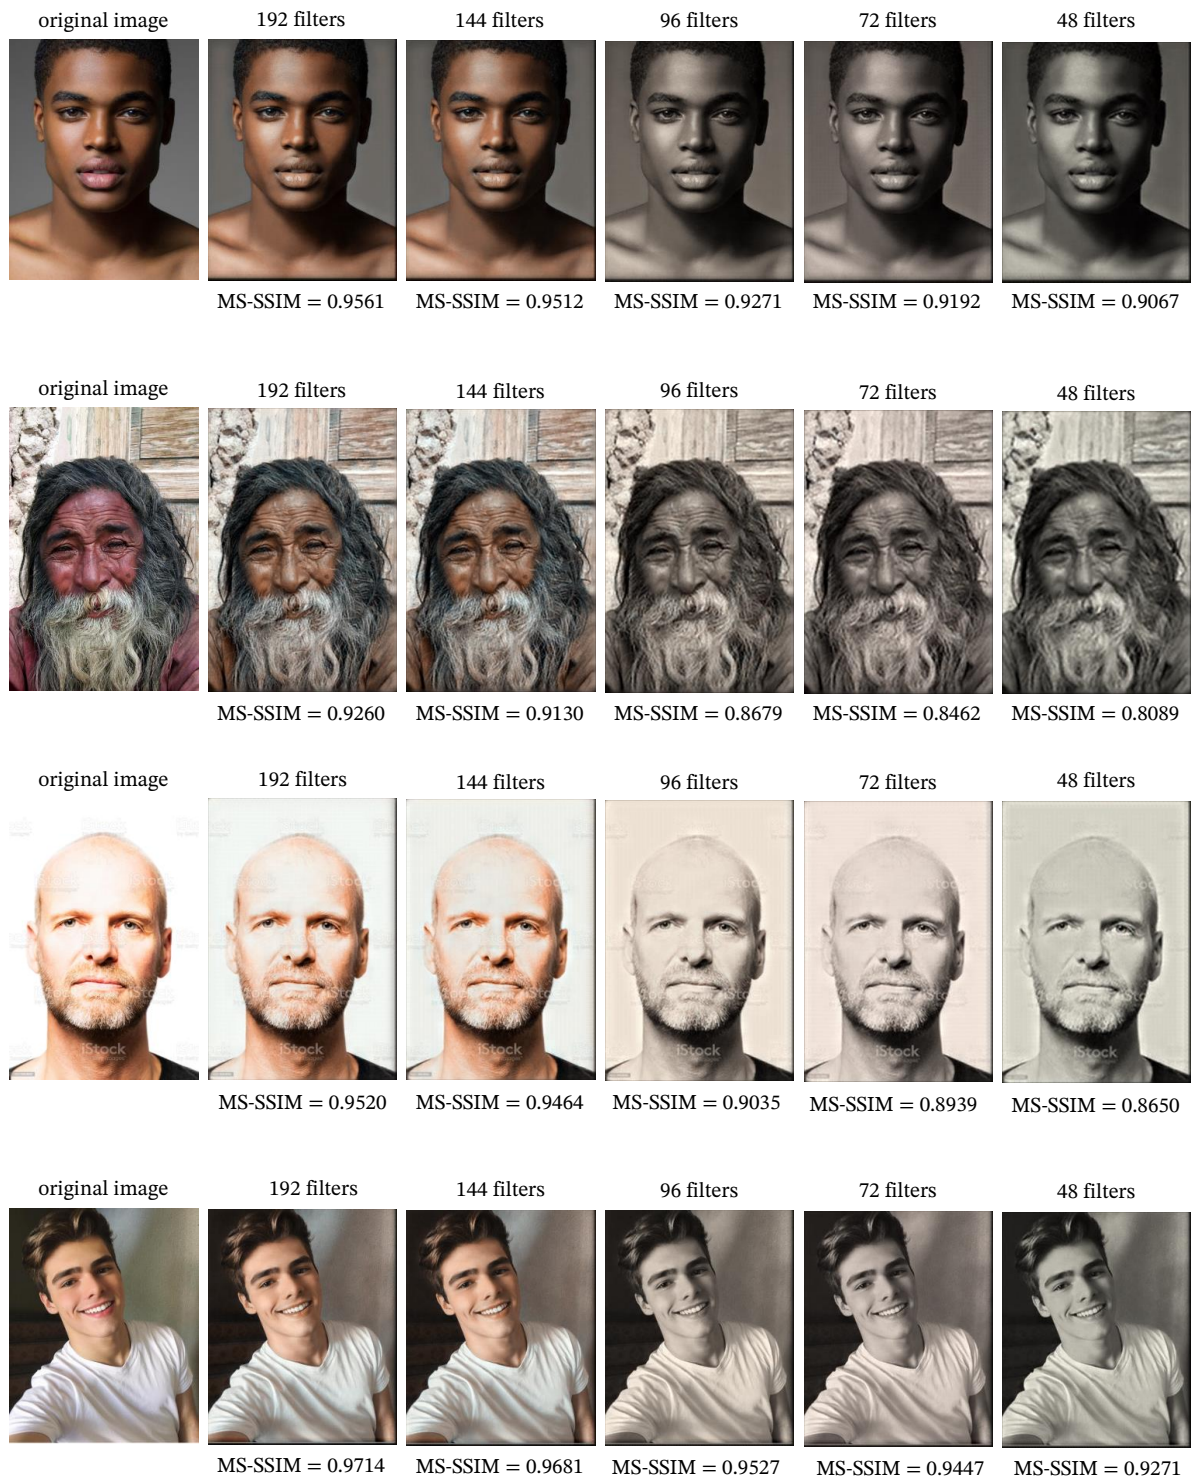 original image 192 filters 144 filters 96 filters 72 filters 48 filters
MS-SSIM = 0.9561 MS-SSIM = 0.9512 MS-SSIM = 0.9271 MS-SSIM = 0.9192 MS-SSIM = 0.9067
original image 192 filters 144 filters 96 filters 72 filters 48 filters
MS-SSIM = 0.9260 MS-SSIM = 0.9130 MS-SSIM = 0.8679 MS-SSIM = 0.8462 MS-SSIM = 0.8089
original image 192 filters 144 filters 96 filters 72 filters 48 filters
iStock iStock iStock iStock iStock iStock
MS-SSIM = 0.9520 MS-SSIM = 0.9464 MS-SSIM = 0.9035 MS-SSIM = 0.8939 MS-SSIM = 0.8650
original image 192 filters 144 filters 96 filters 72 filters 48 filters
MS-SSIM = 0.9714 MS-SSIM = 0.9681 MS-SSIM = 0.9527 MS-SSIM = 0.9447 MS-SSIM = 0.9271